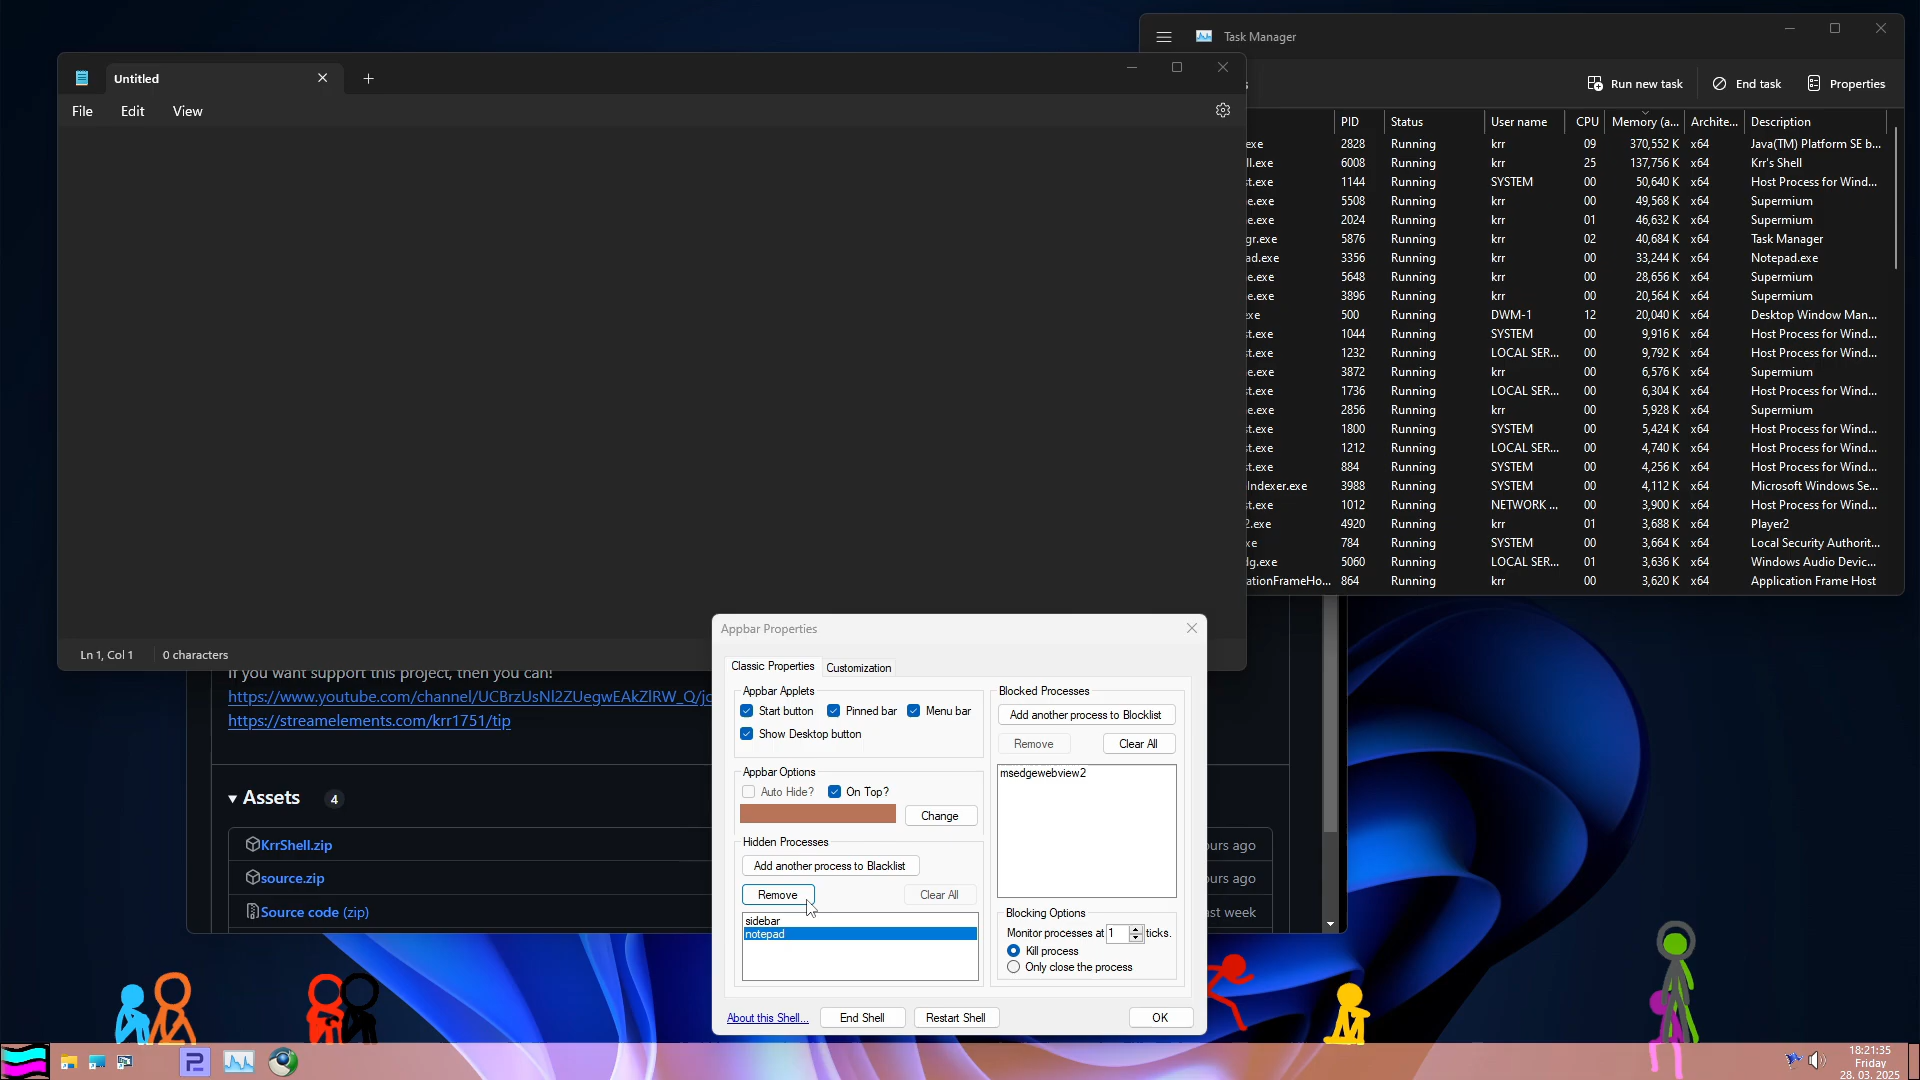 Task Manager
Untitled
File Edit View
Run new task End task Properties
PID Status User name CPU Memory (a... Archite... Description
exe 2828 Running krr 09 370,552 K x64 Java(TM) Platform SE b...
ll.exe 6008 Running krr 25 137,756 K x64 Krr's Shell
st.exe 1144 Running SYSTEM 00 50,640 K x64 Host Process for Wind...
e.exe 5508 Running krr 00 49,568 K x64 Supermium
e.exe 2024 Running krr 01 46,632 K x64 Supermium
gr.exe 5876 Running krr 02 40,684 K x64 Task Manager
ad.exe 3356 Running krr 00 33,244 K x64 Notepad.exe
e.exe 5648 Running krr 00 28,656 K x64 Supermium
e.exe 3896 Running krr 00 20,564 K x64 Supermium
xe 500 Running DWM-1 12 20,040 K x64 Desktop Window Man...
st.exe 1044 Running SYSTEM 00 9,916 K x64 Host Process for Wind...
st.exe 1232 Running LOCAL SER... 00 9,792 K x64 Host Process for Wind...
e.exe 3872 Running krr 00 6,576 K x64 Supermium
st.exe 1736 Running LOCAL SER... 00 6,304 K x64 Host Process for Wind...
e.exe 2856 Running krr 00 5,928 K x64 Supermium
st.exe 1800 Running SYSTEM 00 5,424 K x64 Host Process for Wind...
st.exe 1212 Running LOCAL SER... 00 4,740 K x64 Host Process for Wind...
st.exe 884 Running SYSTEM 00 4,256 K x64 Host Process for Wind...
Indexer.exe 3988 Running SYSTEM 00 4,112 K x64 Microsoft Windows Se...
st.exe 1012 Running NETWORK ... 00 3,900 K x64 Host Process for Wind...
2.exe 4920 Running krr 01 3,688 K x64 Player2
xe 784 Running SYSTEM 00 3,664 K x64 Local Security Authorit...
dg.exe 5060 Running LOCAL SER... 01 3,636 K x64 Windows Audio Devic...
ationFrameHo... 864 Running krr 00 3,620 K x64 Application Frame Host
Ln 1, Col 1 0 characters
If you want support this project, then you can!
https://www.youtube.com/channel/UCBrzUsNl2ZUegwEAkZlRW_Q/jo
https://streamelements.com/krr1751/tip
Assets 4
KrrShell.zip
source.zip
Source code (zip)
ours ago
ours ago
ast week
Appbar Properties
Classic Properties Customization
Appbar Applets
Start button Pinned bar Menu bar
Show Desktop button
Appbar Options
Auto Hide? On Top?
Change
Hidden Processes
Add another process to Blacklist
Remove Clear All
sidebar
notepad
Blocked Processes
Add another process to Blocklist
Remove Clear All
msedgewebview2
Blocking Options
Monitor processes at 1 ticks.
Kill process
Only close the process
About this Shell... End Shell Restart Shell OK
18:21:35
Friday
28. 03. 2025